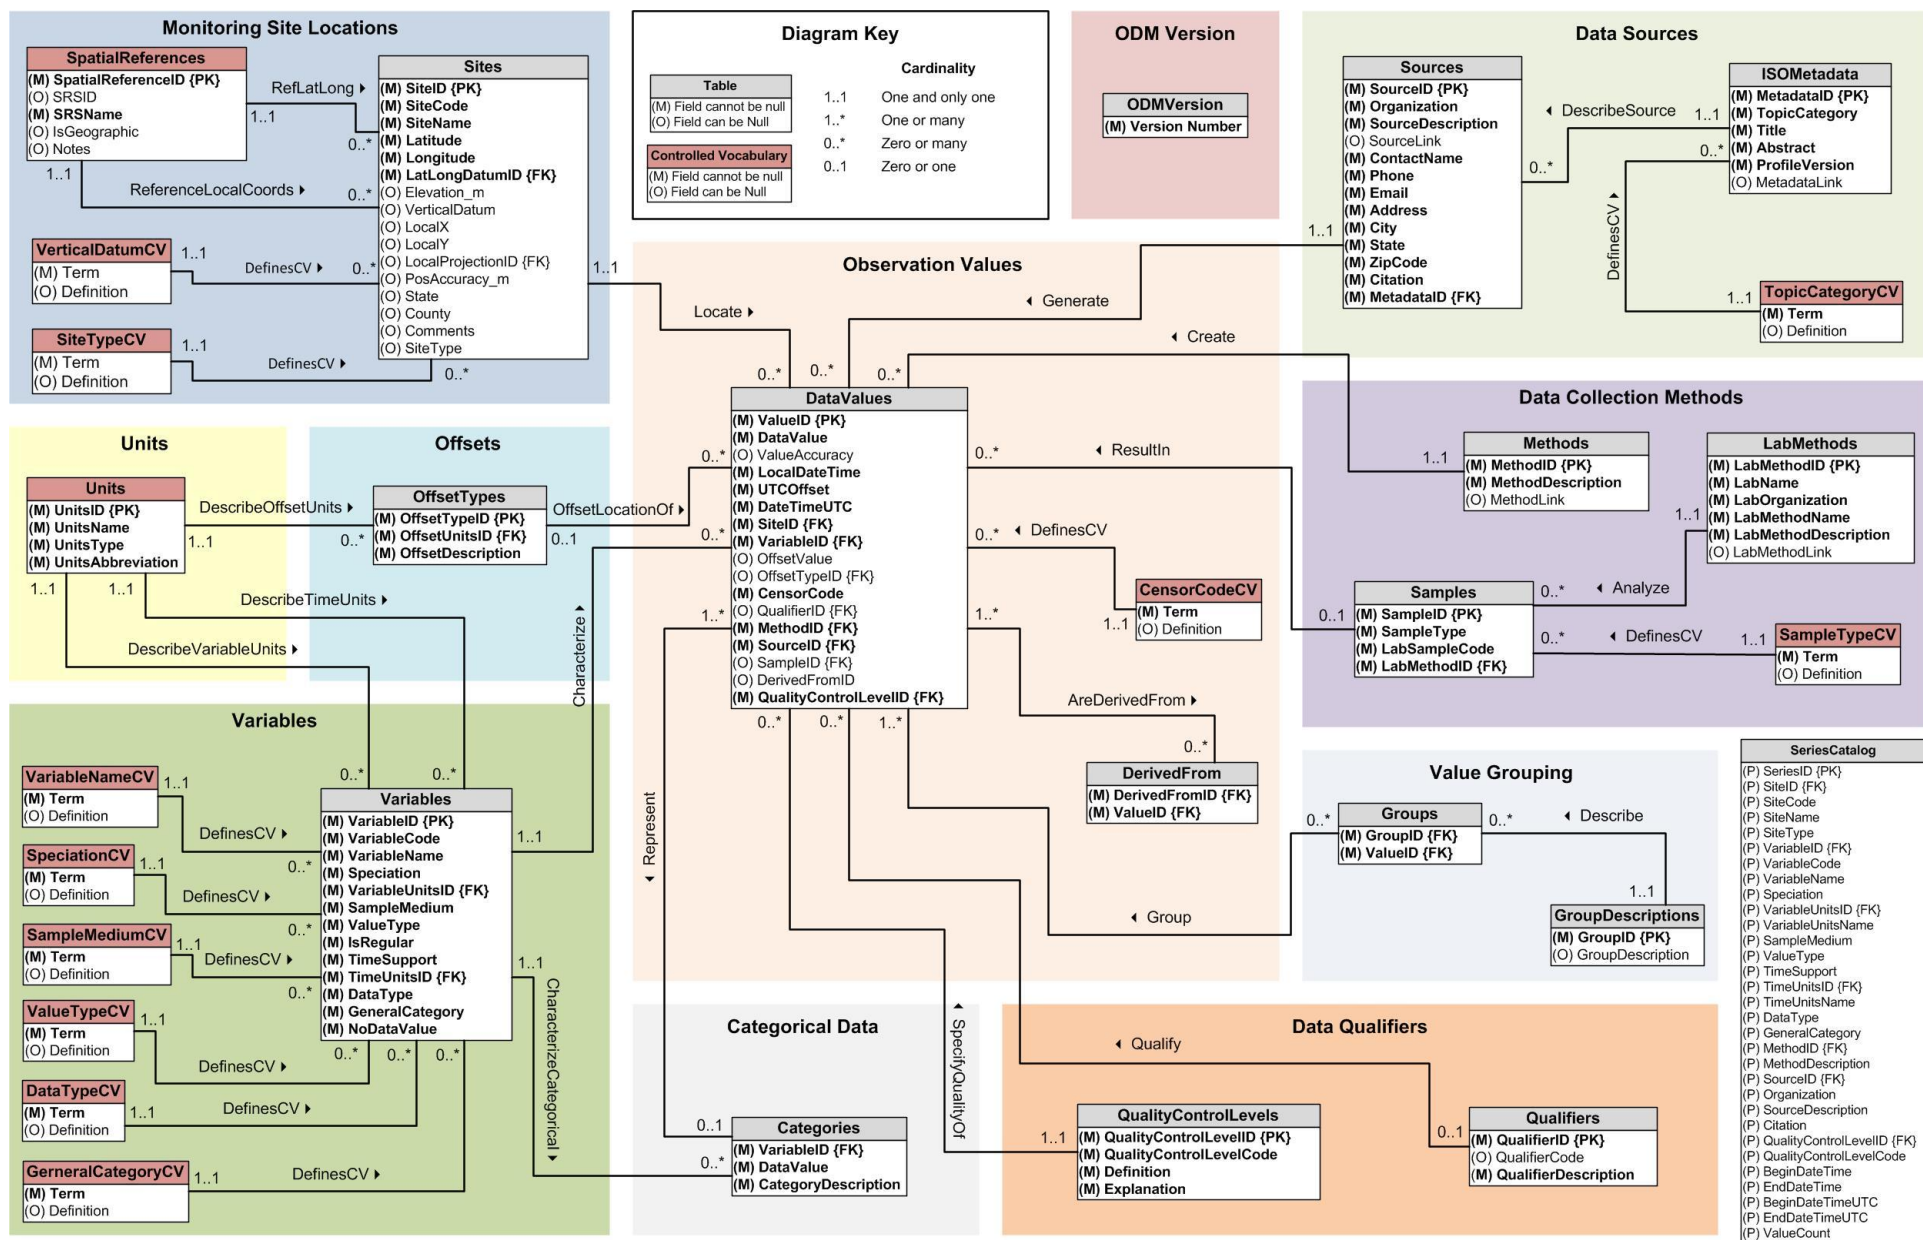 Monitoring Site Locations
SpatialReferences
(M) SpatialReferenceID {PK}
(O) SRSID
(M) SRSName
(O) IsGeographic
(O) Notes
RefLatLong
1..1
0..*
1..1
ReferenceLocalCoords
0..*
Sites
(M) SiteID {PK}
(M) SiteCode
(M) SiteName
(M) Latitude
(M) Longitude
(M) LatLongDatumID {FK}
(O) Elevation_m
(O) VerticalDatum
(O) LocalX
(O) LocalY
(O) LocalProjectionID {FK}
(O) PosAccuracy_m
(O) State
(O) County
(O) Comments
(O) SiteType
VerticalDatumCV
(M) Term
(O) Definition
1..1
DefinesCV
0..*
SiteTypeCV
(M) Term
(O) Definition
1..1
DefinesCV
0..*
1..1
Diagram Key
Table
(M) Field cannot be null
(O) Field can be Null
Controlled Vocabulary
(M) Field cannot be null
(O) Field can be Null
Cardinality
1..1 One and only one
1..* One or many
0..* Zero or many
0..1 Zero or one
ODM Version
ODMVersion
(M) Version Number
Data Sources
Sources
(M) SourceID {PK}
(M) Organization
(M) SourceDescription
(O) SourceLink
(M) ContactName
(M) Phone
(M) Email
(M) Address
(M) City
(M) State
(M) ZipCode
(M) Citation
(M) MetadataID {FK}
DescribeSource
1..1
0..*
0..*
ISOMetadata
(M) MetadataID {PK}
(M) TopicCategory
(M) Title
(M) Abstract
(M) ProfileVersion
(O) MetadataLink
DefinesCV
1..1
TopicCategoryCV
(M) Term
(O) Definition
1..1
Observation Values
Locate
Generate
Create
0..*
0..*
0..*
DataValues
(M) ValueID {PK}
(M) DataValue
(O) ValueAccuracy
(M) LocalDateTime
(M) UTCOffset
(M) DateTimeUTC
(M) SiteID {FK}
(M) VariableID {FK}
(O) OffsetValue
(O) OffsetTypeID {FK}
(M) CensorCode
(O) QualifierID {FK}
(M) MethodID {FK}
(M) SourceID {FK}
(O) SampleID {FK}
(O) DerivedFromID
(M) QualityControlLevelID {FK}
0..*
0..*
1..*
0..*
ResultIn
0..*
DefinesCV
1..1
CensorCodeCV
(M) Term
(O) Definition
1..*
AreDerivedFrom
0..*
DerivedFrom
(M) DerivedFromID {FK}
(M) ValueID {FK}
0..*
0..*
1..*
Represent
Group
Data Collection Methods
Methods
(M) MethodID {PK}
(M) MethodDescription
(O) MethodLink
1..1
LabMethods
(M) LabMethodID {PK}
(M) LabName
(M) LabOrganization
(M) LabMethodName
(M) LabMethodDescription
(O) LabMethodLink
1..1
Analyze
0..*
Samples
(M) SampleID {PK}
(M) SampleType
(M) LabSampleCode
(M) LabMethodID {FK}
0..1
0..*
DefinesCV
1..1
SampleTypeCV
(M) Term
(O) Definition
Units
Units
(M) UnitsID {PK}
(M) UnitsName
(M) UnitsType
(M) UnitsAbbreviation
1..1
1..1
1..1
DescribeOffsetUnits
0..*
DescribeTimeUnits
DescribeVariableUnits
Offsets
OffsetTypes
(M) OffsetTypeID {PK}
(M) OffsetUnitsID {FK}
(M) OffsetDescription
OffsetLocationOf
0..1
Characterize
Variables
VariableNameCV
(M) Term
(O) Definition
1..1
DefinesCV
0..*
SpeciationCV
(M) Term
(O) Definition
1..1
DefinesCV
0..*
SampleMediumCV
(M) Term
(O) Definition
1..1
DefinesCV
0..*
ValueTypeCV
(M) Term
(O) Definition
1..1
DefinesCV
DataTypeCV
(M) Term
(O) Definition
1..1
DefinesCV
GerneralCategoryCV
(M) Term
(O) Definition
1..1
DefinesCV
0..*
0..*
Variables
(M) VariableID {PK}
(M) VariableCode
(M) VariableName
(M) Speciation
(M) VariableUnitsID {FK}
(M) SampleMedium
(M) ValueType
(M) IsRegular
(M) TimeSupport
(M) TimeUnitsID {FK}
(M) DataType
(M) GeneralCategory
(M) NoDataValue
0..*
0..*
0..*
1..1
1..1
CharacterizeCategorical
Categorical Data
0..1
0..*
Categories
(M) VariableID {FK}
(M) DataValue
(M) CategoryDescription
SpecifyQualityOf
Data Qualifiers
Qualify
1..1
QualityControlLevels
(M) QualityControlLevelID {PK}
(M) QualityControlLevelCode
(M) Definition
(M) Explanation
0..1
Qualifiers
(M) QualifierID {PK}
(O) QualifierCode
(M) QualifierDescription
Value Grouping
0..*
Groups
(M) GroupID {FK}
(M) ValueID {FK}
0..*
Describe
1..1
GroupDescriptions
(M) GroupID {PK}
(O) GroupDescription
SeriesCatalog
(P) SeriesID {PK}
(P) SiteID {FK}
(P) SiteCode
(P) SiteName
(P) SiteType
(P) VariableID {FK}
(P) VariableCode
(P) VariableName
(P) Speciation
(P) VariableUnitsID {FK}
(P) VariableUnitsName
(P) SampleMedium
(P) ValueType
(P) TimeSupport
(P) TimeUnitsID {FK}
(P) TimeUnitsName
(P) DataType
(P) GeneralCategory
(P) MethodID {FK}
(P) MethodDescription
(P) SourceID {FK}
(P) Organization
(P) SourceDescription
(P) Citation
(P) QualityControlLevelID {FK}
(P) QualityControlLevelCode
(P) BeginDateTime
(P) EndDateTime
(P) BeginDateTimeUTC
(P) EndDateTimeUTC
(P) ValueCount